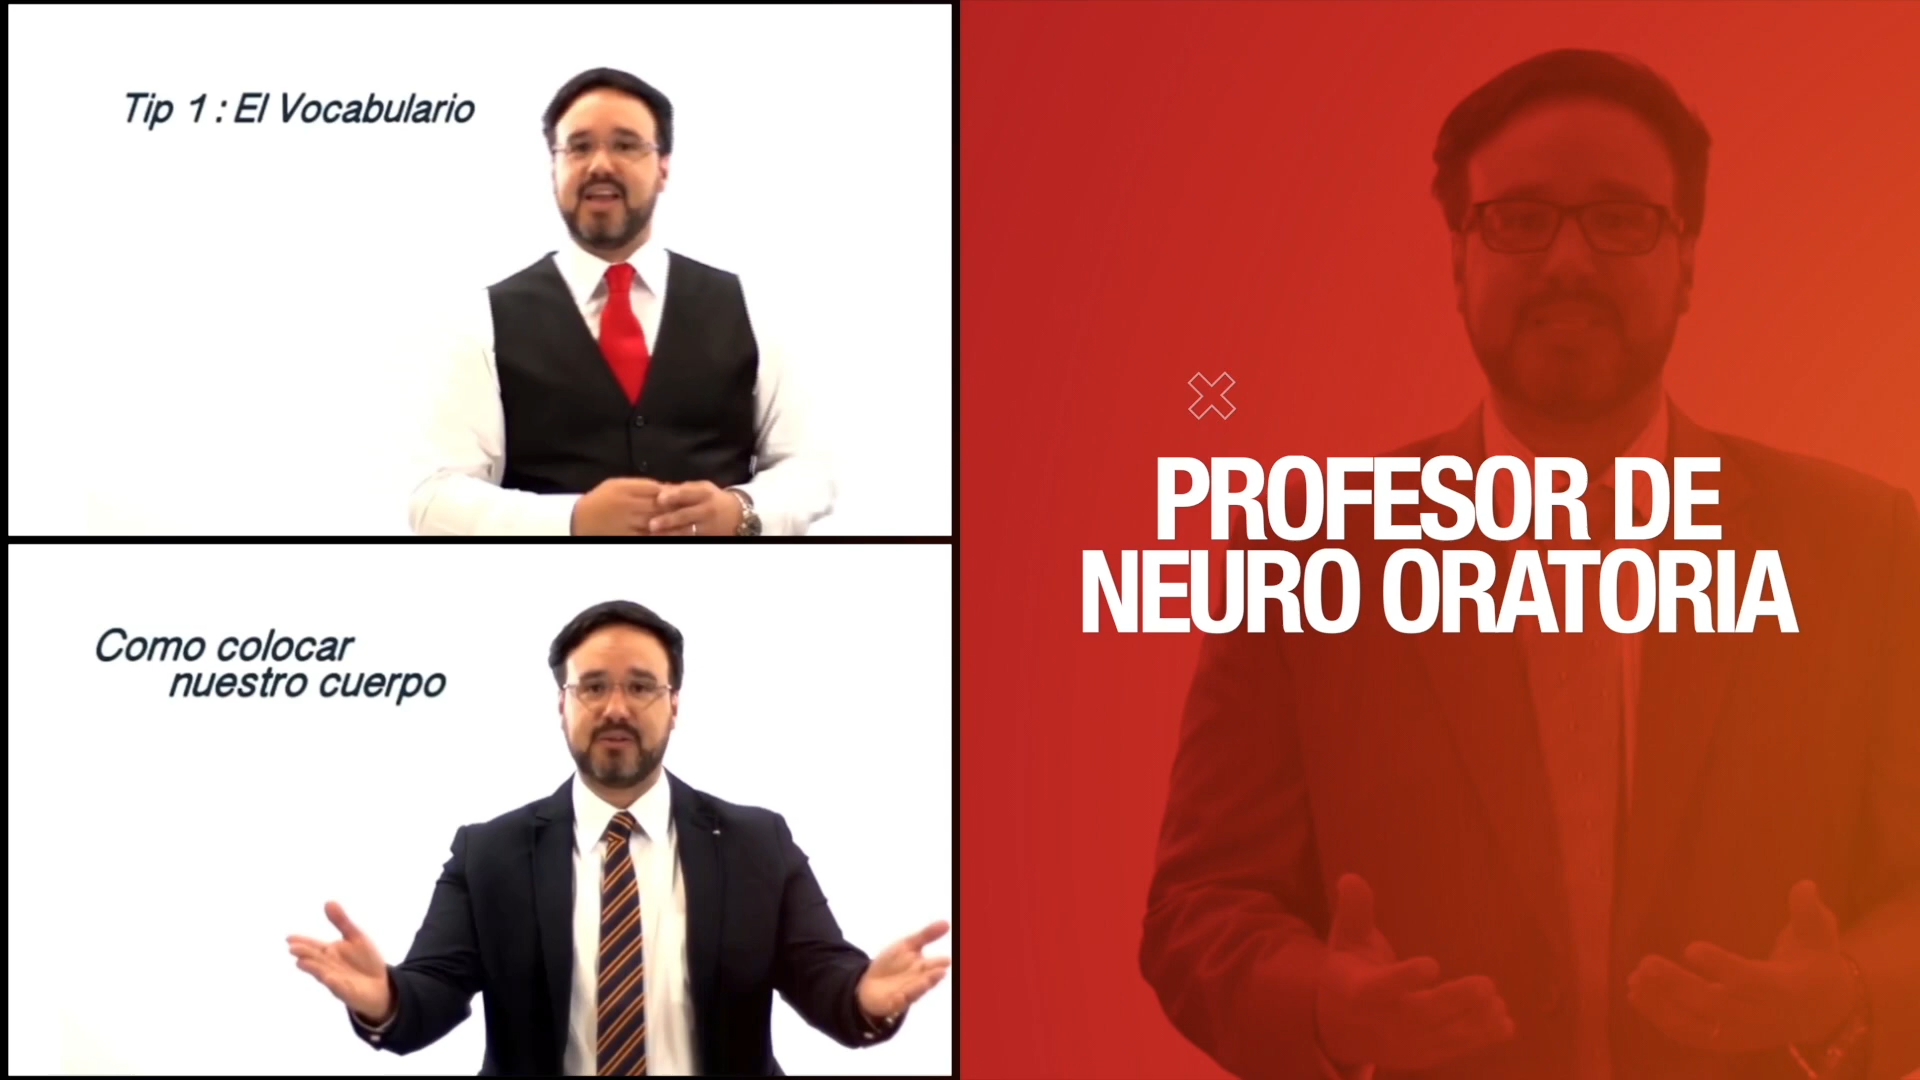 Tip 1 : El Vocabulario
Como colocar
nuestro cuerpo
PROFESOR DE
NEURO ORATORIA